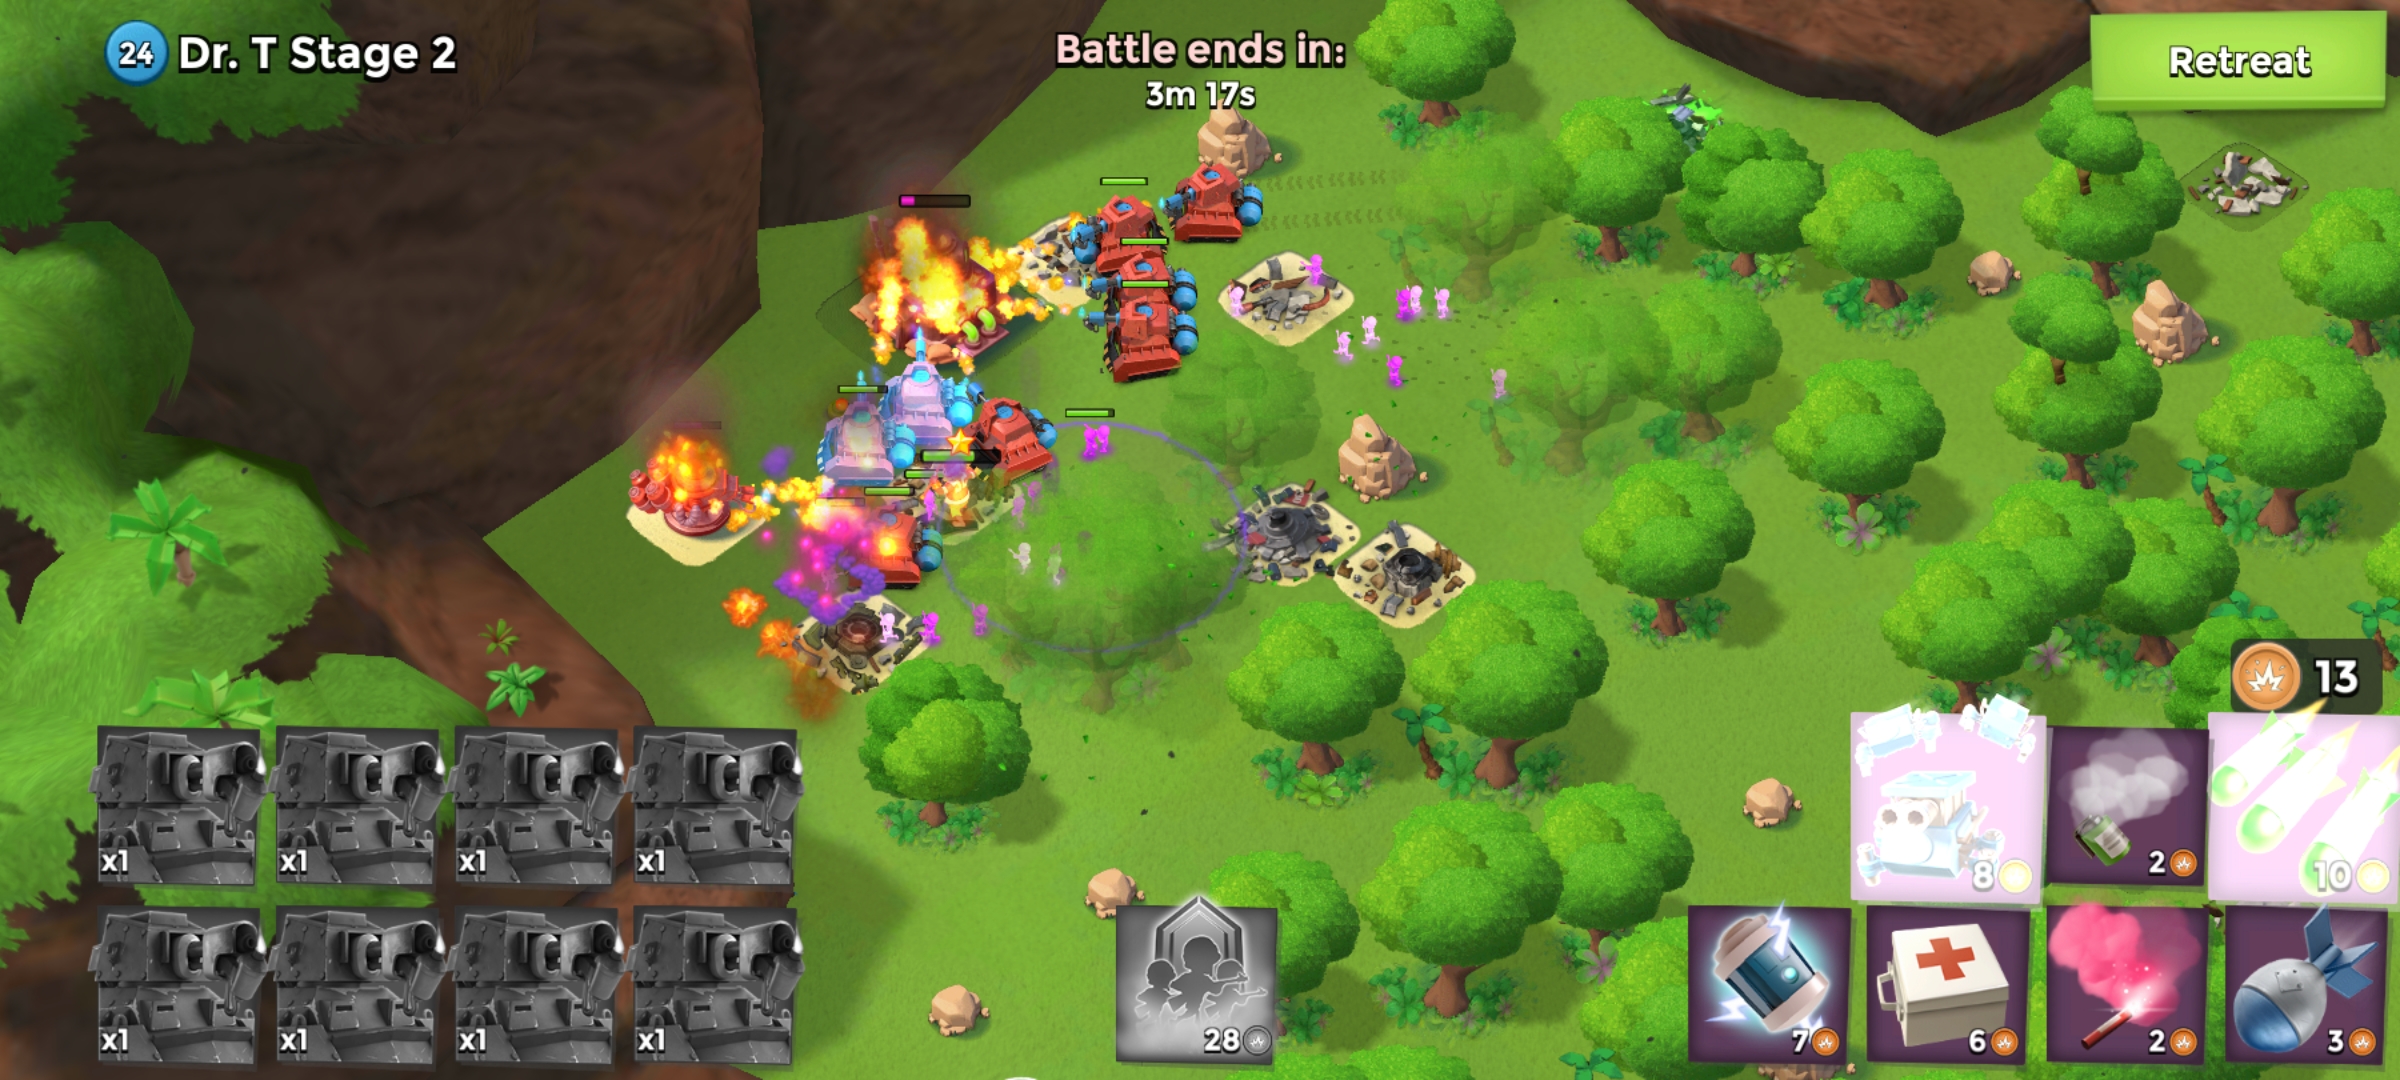 24 Dr. T Stage 2
Battle ends in:
3m 17s
Retreat
13
x1 x1 x1 x1
8 2 10
x1 x1 x1 x1
28
7 6 2 3